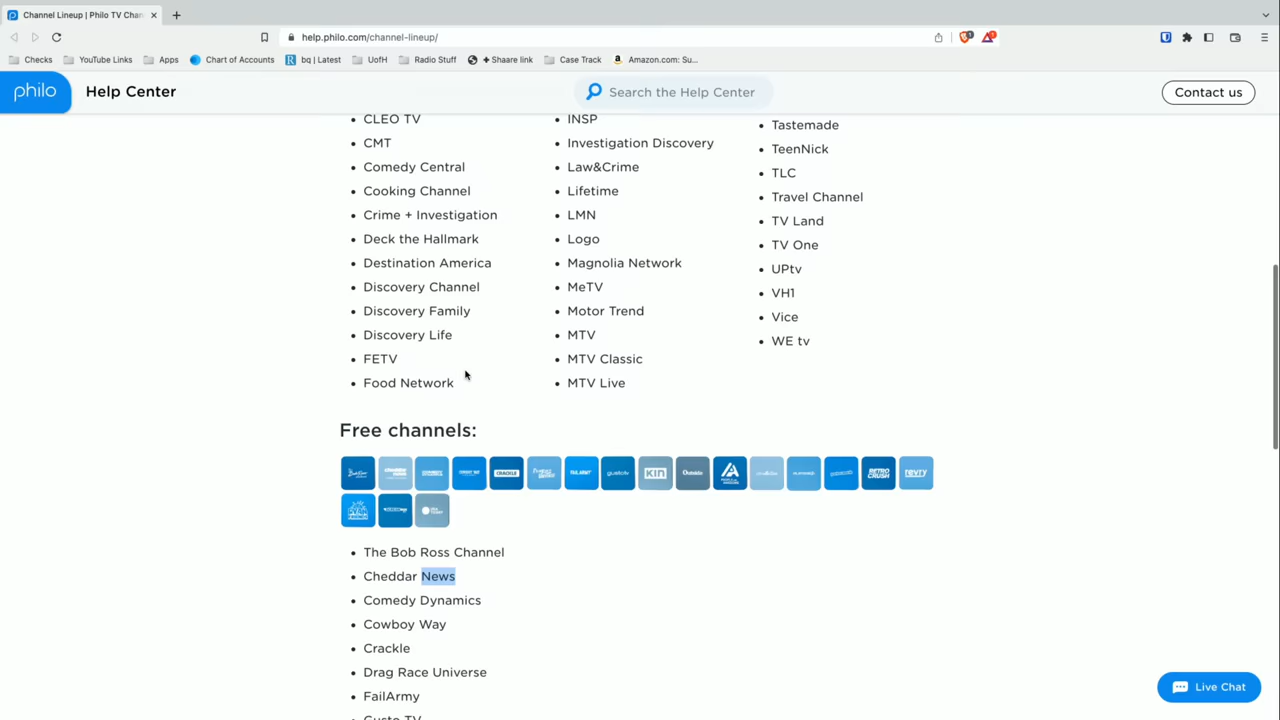 Channel Lineup | Philo TV Chan
help.philo.com/channel-lineup/
Checks
YouTube Links
Apps
Chart of Accounts
bq | Latest
UofH
Radio Stuff
+ Shaare link
Case Track
Amazon.com: Su...
philo
Help Center
Search the Help Center
Contact us
CLEO TV
CMT
Comedy Central
Cooking Channel
Crime + Investigation
Deck the Hallmark
Destination America
Discovery Channel
Discovery Family
Discovery Life
FETV
Food Network
INSP
Investigation Discovery
Law&Crime
Lifetime
LMN
Logo
Magnolia Network
MeTV
Motor Trend
MTV
MTV Classic
MTV Live
Tastemade
TeenNick
TLC
Travel Channel
TV Land
TV One
UPtv
VH1
Vice
WE tv
Free channels:
CRACKLE
gustotv
KIN
Outside
RETRO CRUSH
revry
The Bob Ross Channel
Cheddar News
Comedy Dynamics
Cowboy Way
Crackle
Drag Race Universe
FailArmy
Gusto TV
Live Chat